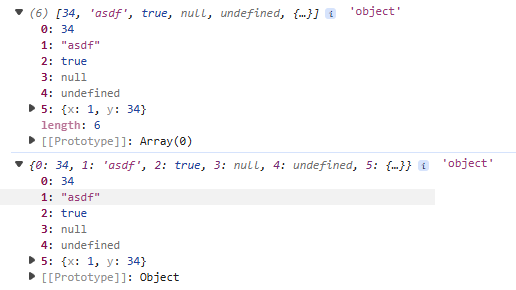 (6) [34, 'asdf', true, null, undefined, {…}] i 'object'
0: 34
1: "asdf"
2: true
3: null
4: undefined
5: {x: 1, y: 34}
length: 6
[[Prototype]]: Array(0)
{0: 34, 1: 'asdf', 2: true, 3: null, 4: undefined, 5: {…}} i 'object'
0: 34
1: "asdf"
2: true
3: null
4: undefined
5: {x: 1, y: 34}
[[Prototype]]: Object